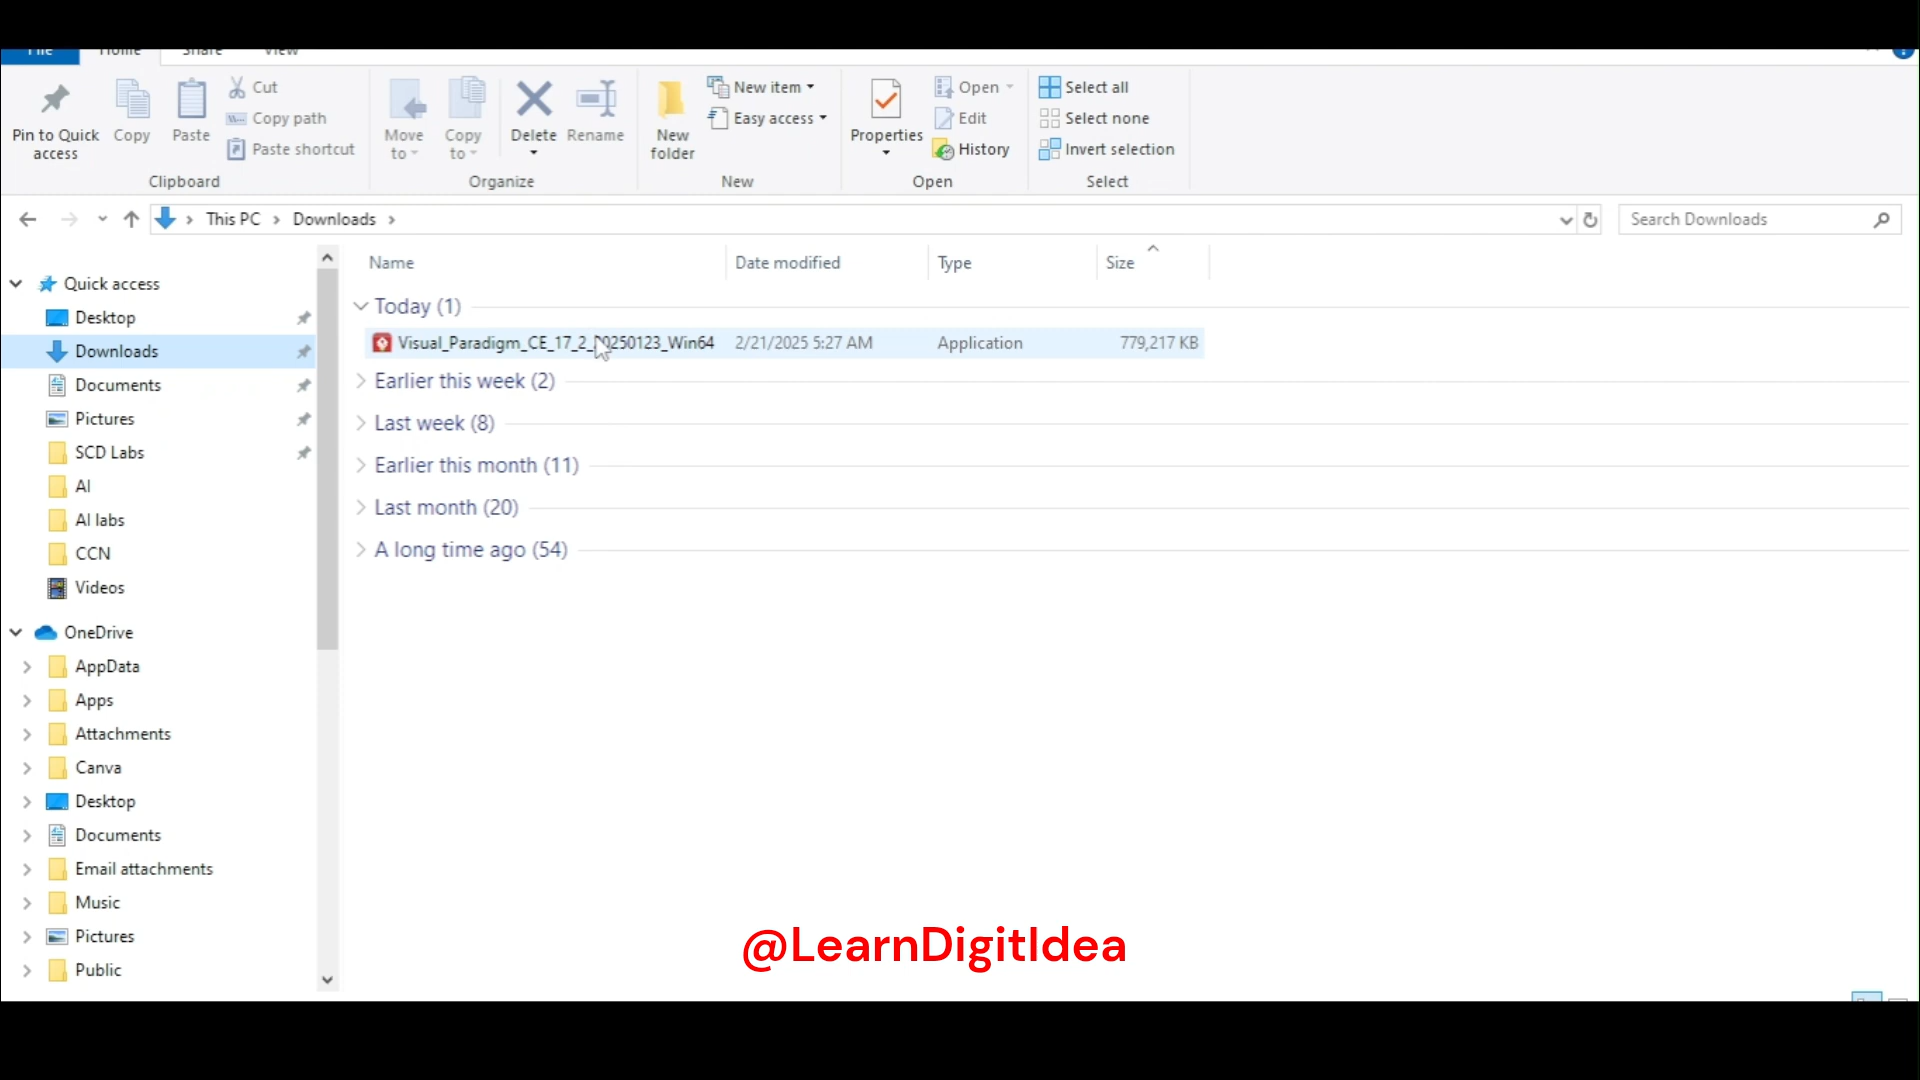 File Home Share View
Cut
Copy path
Paste shortcut
Pin to Quick access
Copy
Paste
Clipboard
Move to
Copy to
Delete
Rename
Organize
New folder
New item
Easy access
New
Properties
Open
Edit
History
Open
Select all
Select none
Invert selection
Select
This PC > Downloads >
Search Downloads
Quick access
Desktop
Downloads
Documents
Pictures
SCD Labs
AI
AI labs
CCN
Videos
OneDrive
AppData
Apps
Attachments
Canva
Desktop
Documents
Email attachments
Music
Pictures
Public
Name Date modified Type Size
Today (1)
Visual_Paradigm_CE_17_2_20250123_Win64 2/21/2025 5:27 AM Application 779,217 KB
Earlier this week (2)
Last week (8)
Earlier this month (11)
Last month (20)
A long time ago (54)
@LearnDigitIdea